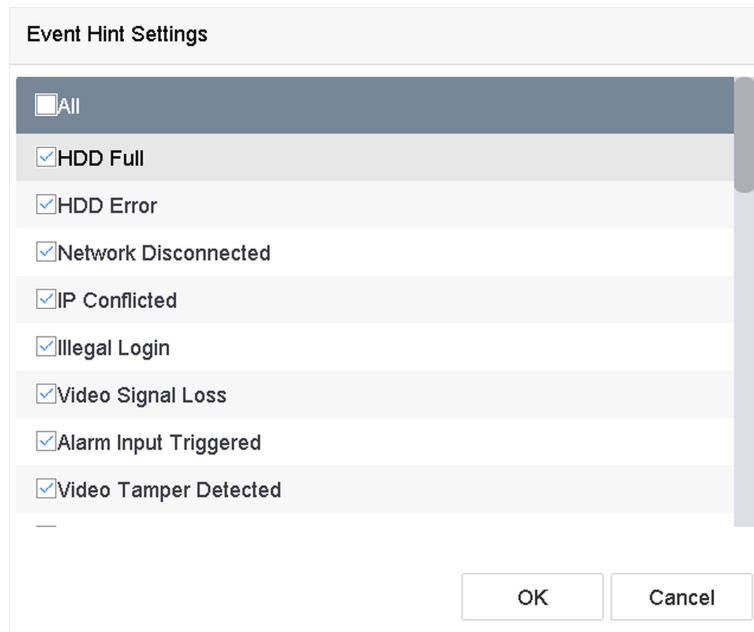 Event Hint Settings
All
HDD Full
HDD Error
Network Disconnected
IP Conflicted
Illegal Login
Video Signal Loss
Alarm Input Triggered
Video Tamper Detected
OK Cancel